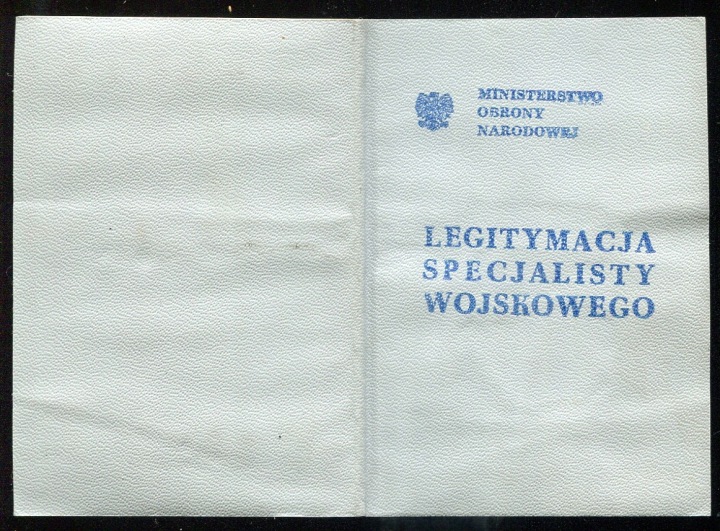 MINISTERSTWO
OBRONY
NARODOWEJ
LEGITYMACJA
SPECJALISTY
WOJSKOWEGO